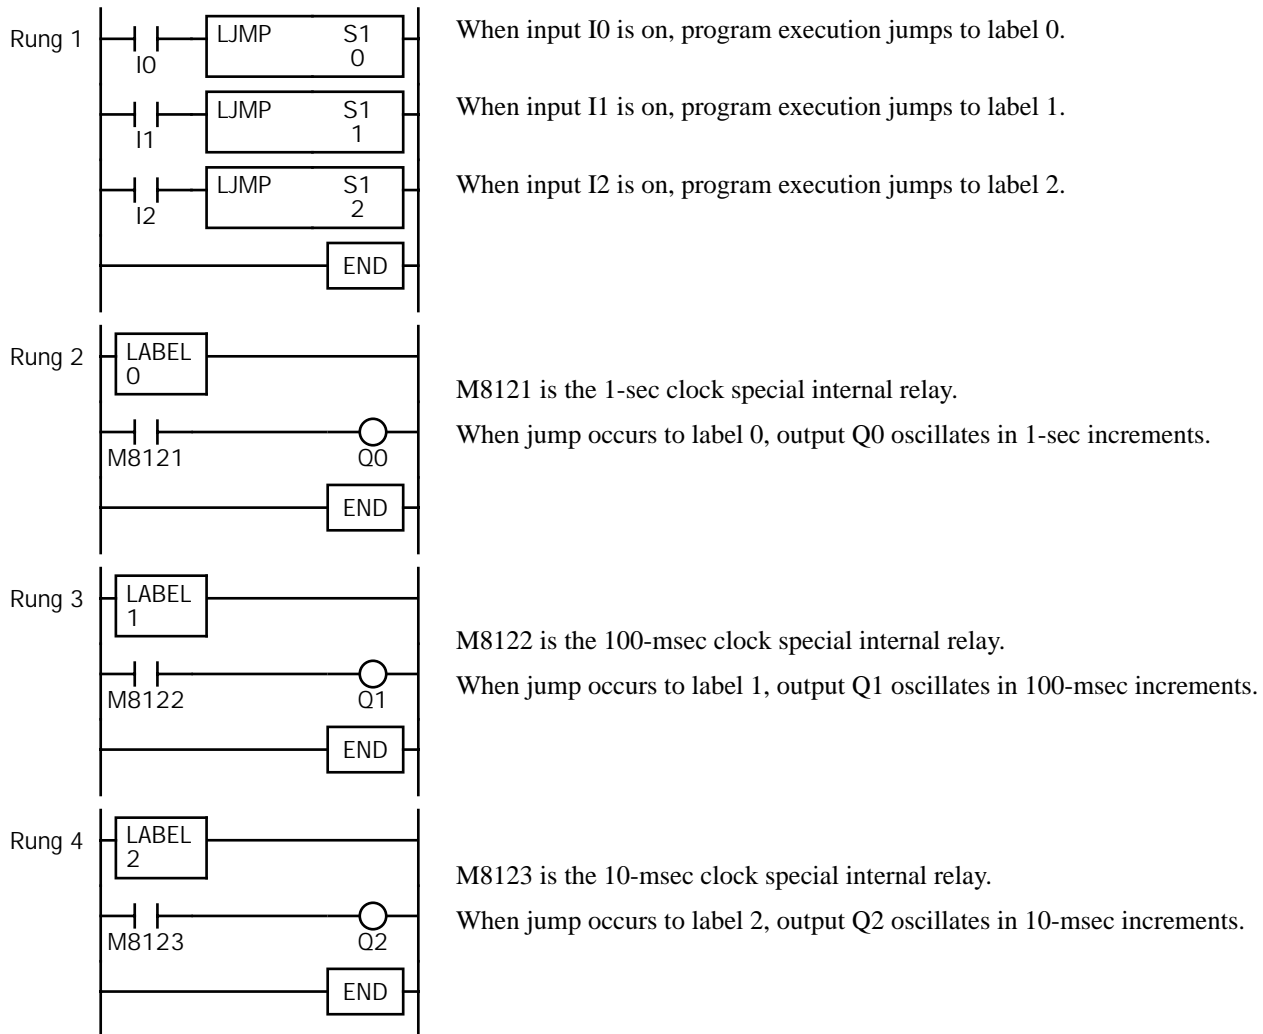 Rung 1
LJMP S1
0
I0
When input I0 is on, program execution jumps to label 0.
LJMP S1
1
I1
When input I1 is on, program execution jumps to label 1.
LJMP S1
2
I2
When input I2 is on, program execution jumps to label 2.
END
Rung 2
LABEL
0
M8121 is the 1-sec clock special internal relay.
M8121 Q0
When jump occurs to label 0, output Q0 oscillates in 1-sec increments.
END
Rung 3
LABEL
1
M8122 is the 100-msec clock special internal relay.
M8122 Q1
When jump occurs to label 1, output Q1 oscillates in 100-msec increments.
END
Rung 4
LABEL
2
M8123 is the 10-msec clock special internal relay.
M8123 Q2
When jump occurs to label 2, output Q2 oscillates in 10-msec increments.
END